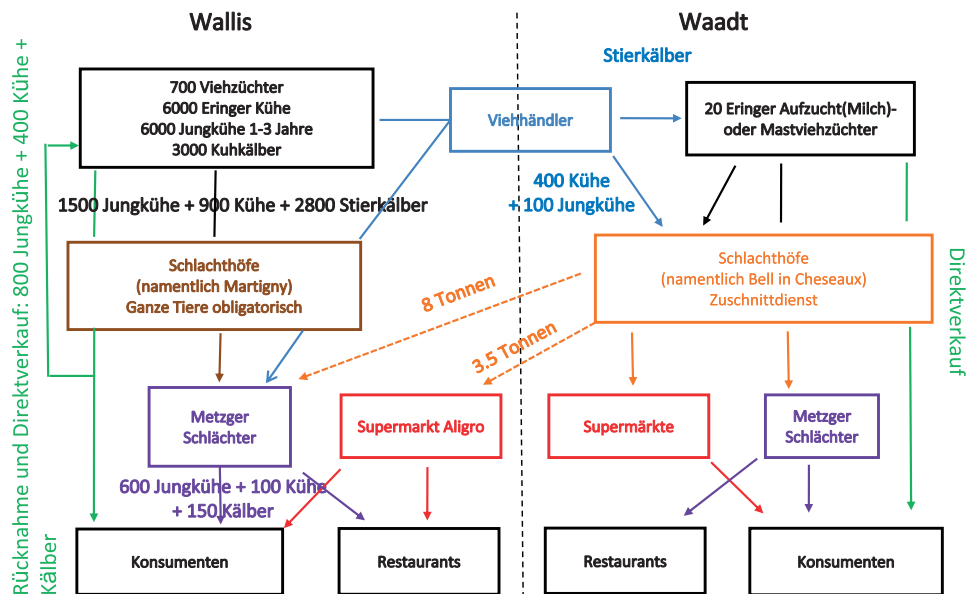 Wallis
Waadt
Stierkälber
700 Viehzüchter
6000 Eringer Kühe
6000 Jungkühe 1-3 Jahre
3000 Kuhkälber
Viehhändler
20 Eringer Aufzucht(Milch)-
oder Mastviehzüchter
400 Kühe
+ 100 Jungkühe
1500 Jungkühe + 900 Kühe + 2800 Stierkälber
Schlachthöfe
(namentlich Martigny)
Ganze Tiere obligatorisch
Schlachthöfe
(namentlich Bell in Cheseaux)
Zuschnittdienst
8 Tonnen
3.5 Tonnen
Metzger
Schlächter
Supermarkt Aligro
Supermärkte
Metzger
Schlächter
600 Jungkühe + 100 Kühe
+ 150 Kälber
Konsumenten
Restaurants
Restaurants
Konsumenten
Rücknahme und Direktverkauf: 800 Jungkühe + 400 Kühe +
Kälber
Direktverkauf